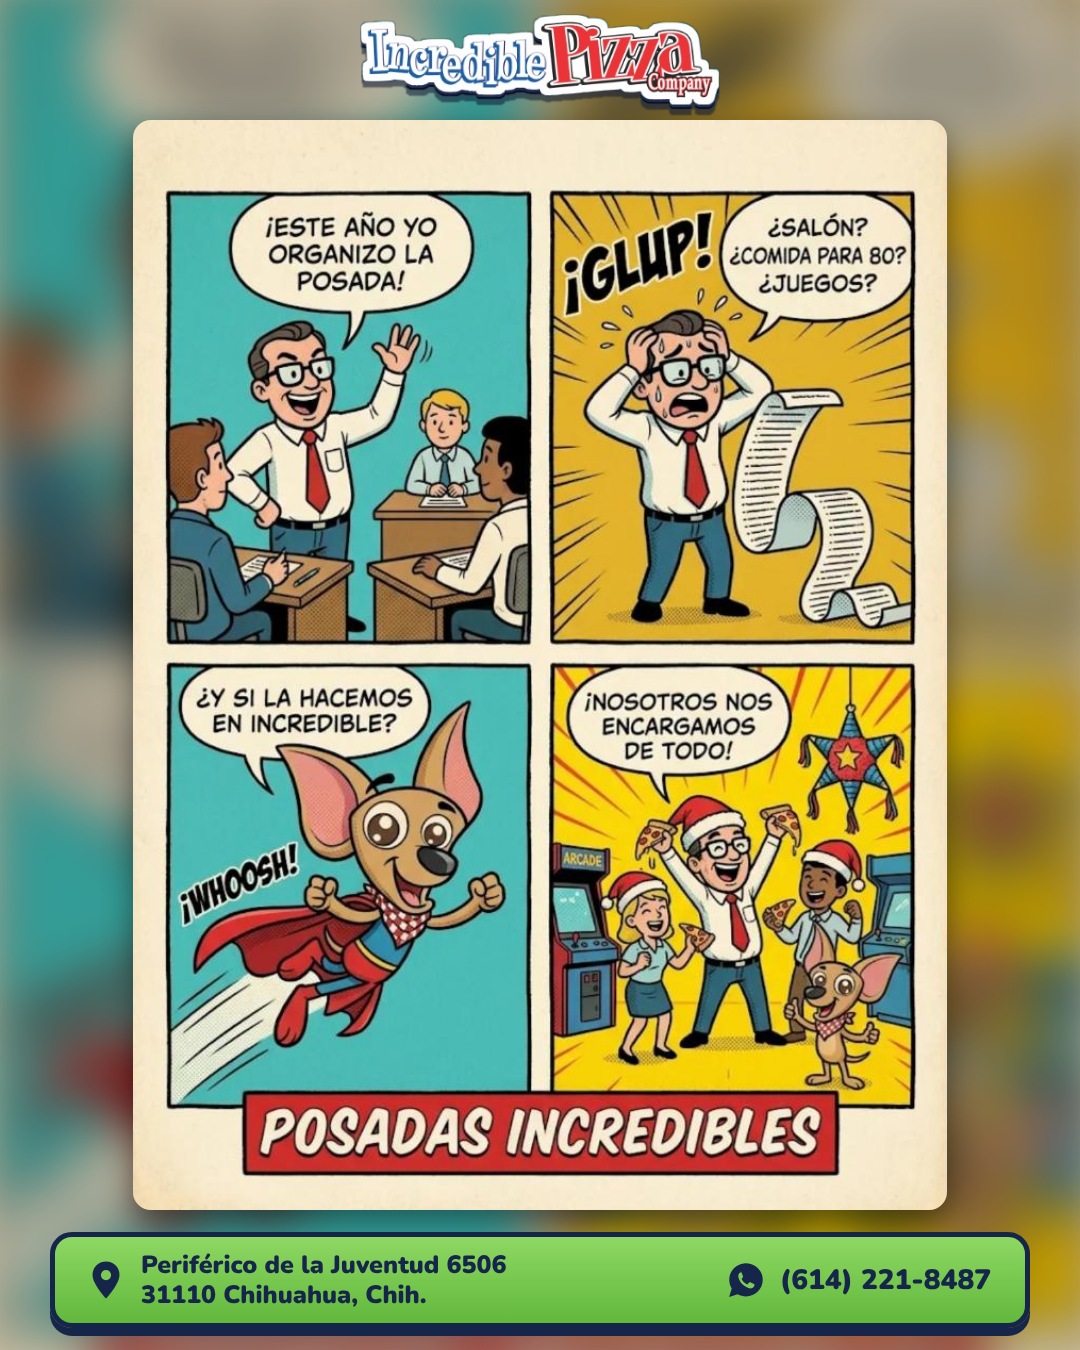 Incredible Pizza
Company
¡ESTE AÑO YO
ORGANIZO LA
POSADA!
¡GLUP!
¿SALÓN?
¿COMIDA PARA 80?
¿JUEGOS?
¿Y SI LA HACEMOS
EN INCREDIBLE?
¡WHOOSH!
¡NOSOTROS NOS
ENCARGAMOS
DE TODO!
ARCADE
POSADAS INCREDIBLES
Periférico de la Juventud 6506
31110 Chihuahua, Chih.
(614) 221-8487